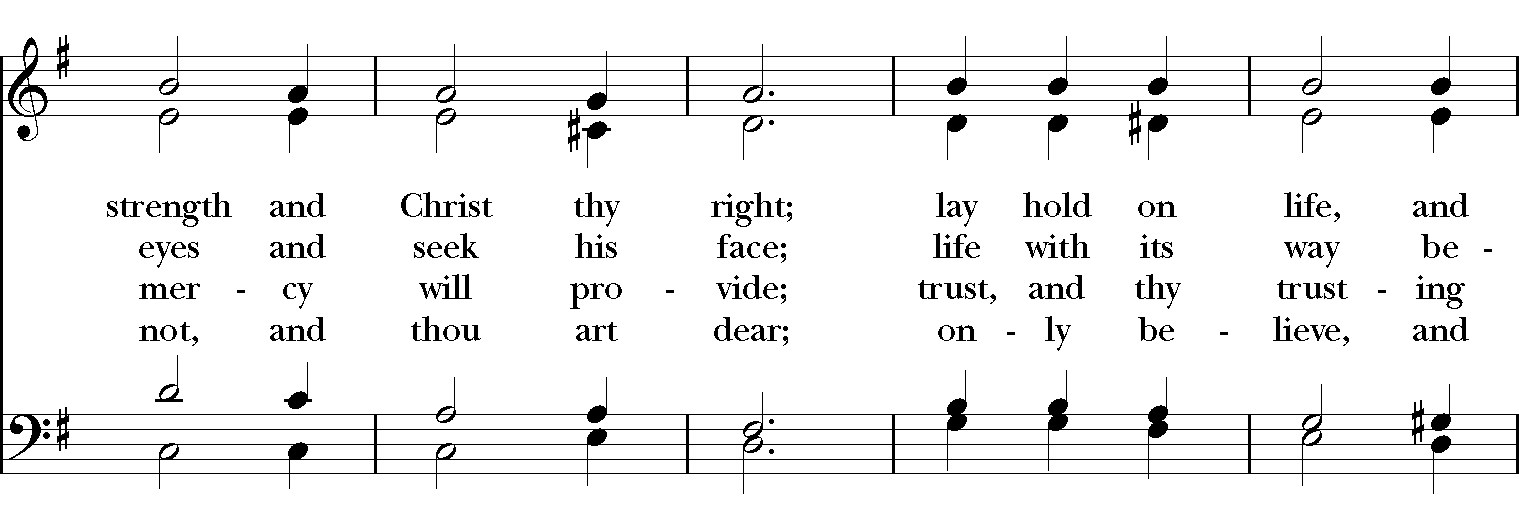 strength and Christ thy right; lay hold on life, and
eyes and seek his face; life with its way be -
mer - cy will pro - vide; trust, and thy trust - ing
not, and thou art dear; on - ly be - lieve, and